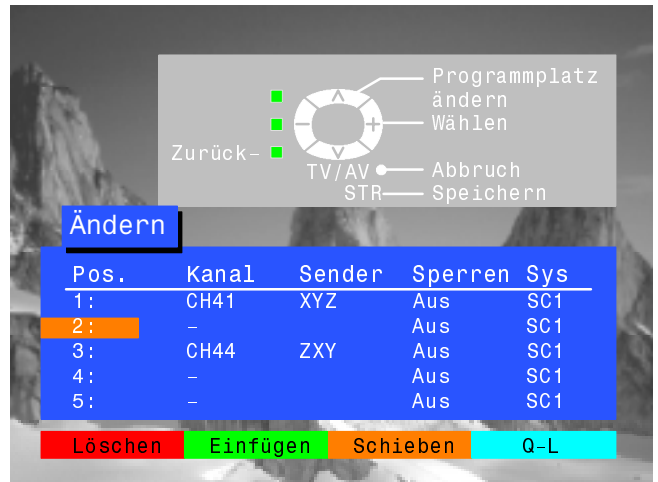 Programmplatz
ändern
Wählen
Zurück–
TV/AV Abbruch
STR Speichern
Ändern
Pos. Kanal Sender Sperren Sys
1: CH41 XYZ Aus SC1
2: – Aus SC1
3: CH44 ZXY Aus SC1
4: – Aus SC1
5: – Aus SC1
Löschen Einfügen Schieben Q–L